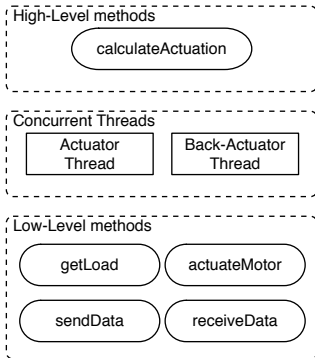 High-Level methods
calculateActuation
Concurrent Threads
Actuator
Thread
Back-Actuator
Thread
Low-Level methods
getLoad
actuateMotor
sendData
receiveData